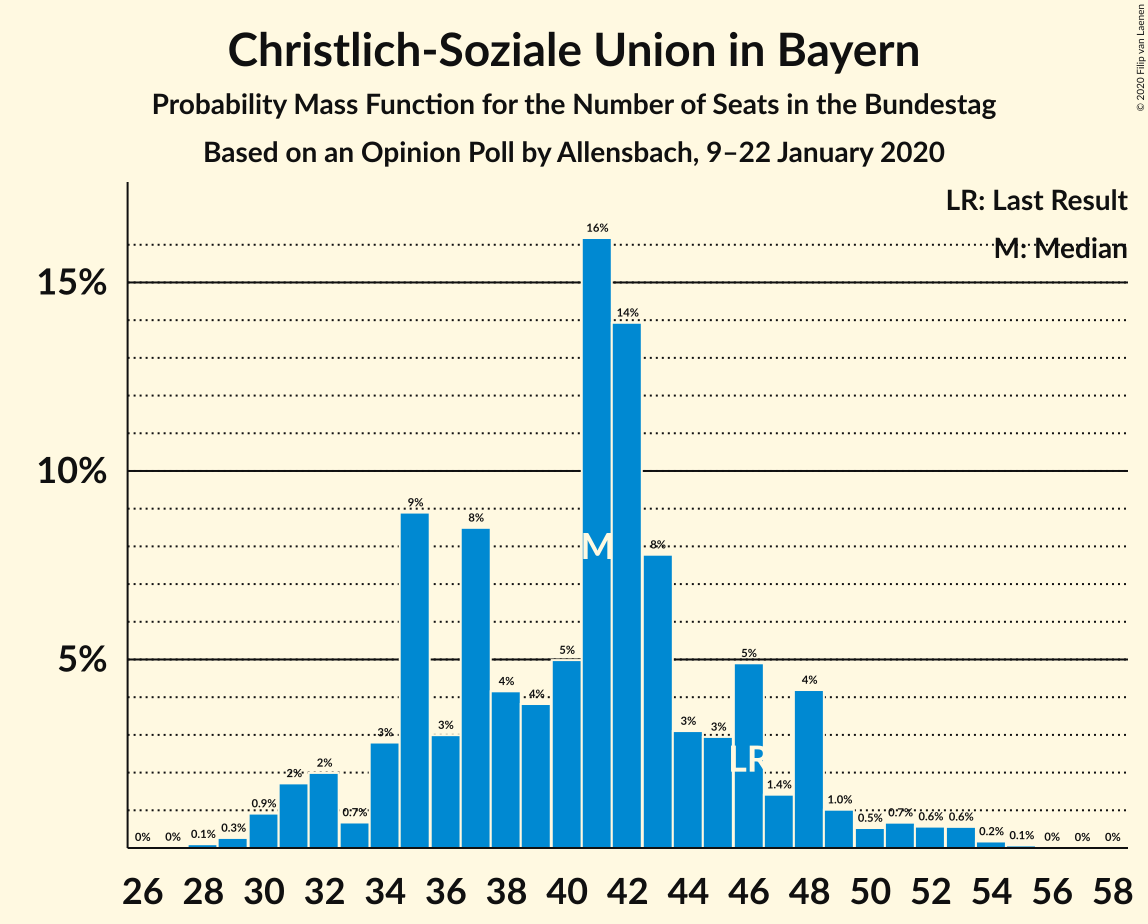 Christlich-Soziale Union in Bayern
Probability Mass Function for the Number of Seats in the Bundestag
Based on an Opinion Poll by Allensbach, 9–22 January 2020
© 2020 Filip van Laenen
LR: Last Result
M: Median
15%
10%
5%
0% 0% 0.1% 0.3% 0.9% 2% 2% 0.7% 3% 9% 3% 8% 4% 4% 5% 16% 14% 8% 3% 3% 5% 1.4% 4% 1.0% 0.5% 0.7% 0.6% 0.6% 0.2% 0.1% 0% 0% 0%
M
LR
26 28 30 32 34 36 38 40 42 44 46 48 50 52 54 56 58